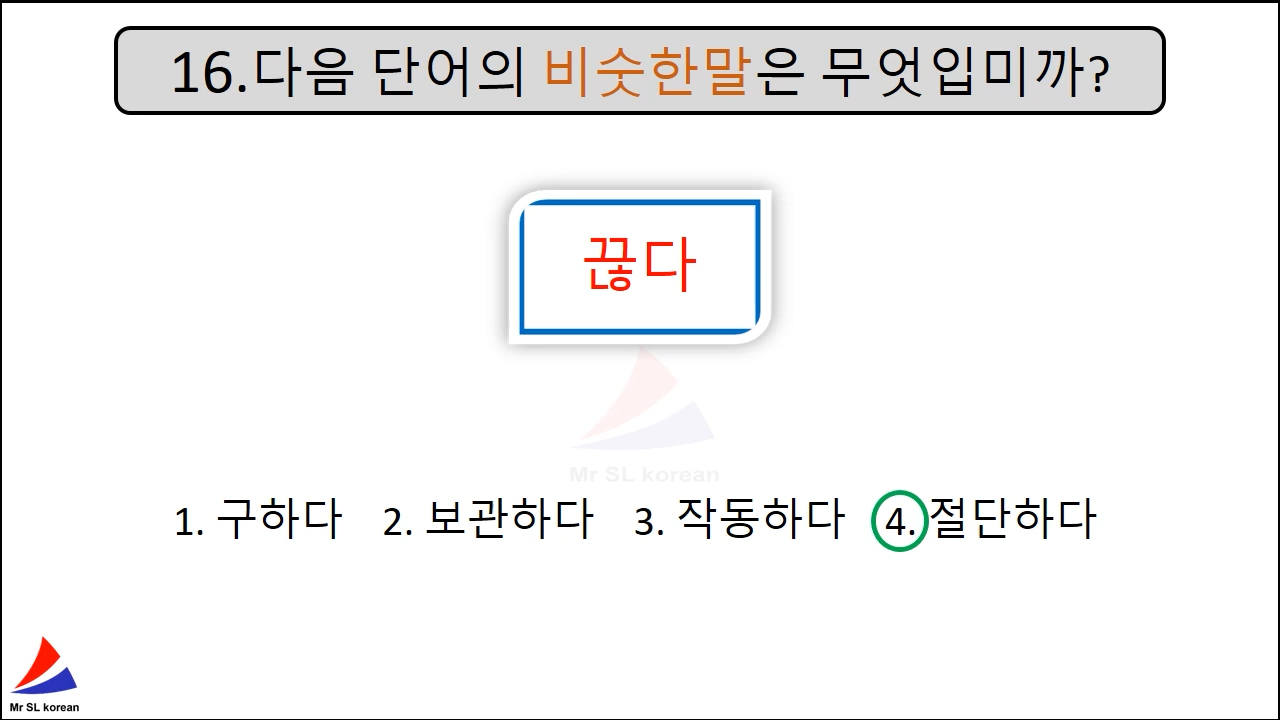 16.다음 단어의 비슷한말은 무엇입미까?
끊다
Mr SL korean
1. 구하다 2. 보관하다 3. 작동하다 4. 절단하다
Mr SL korean